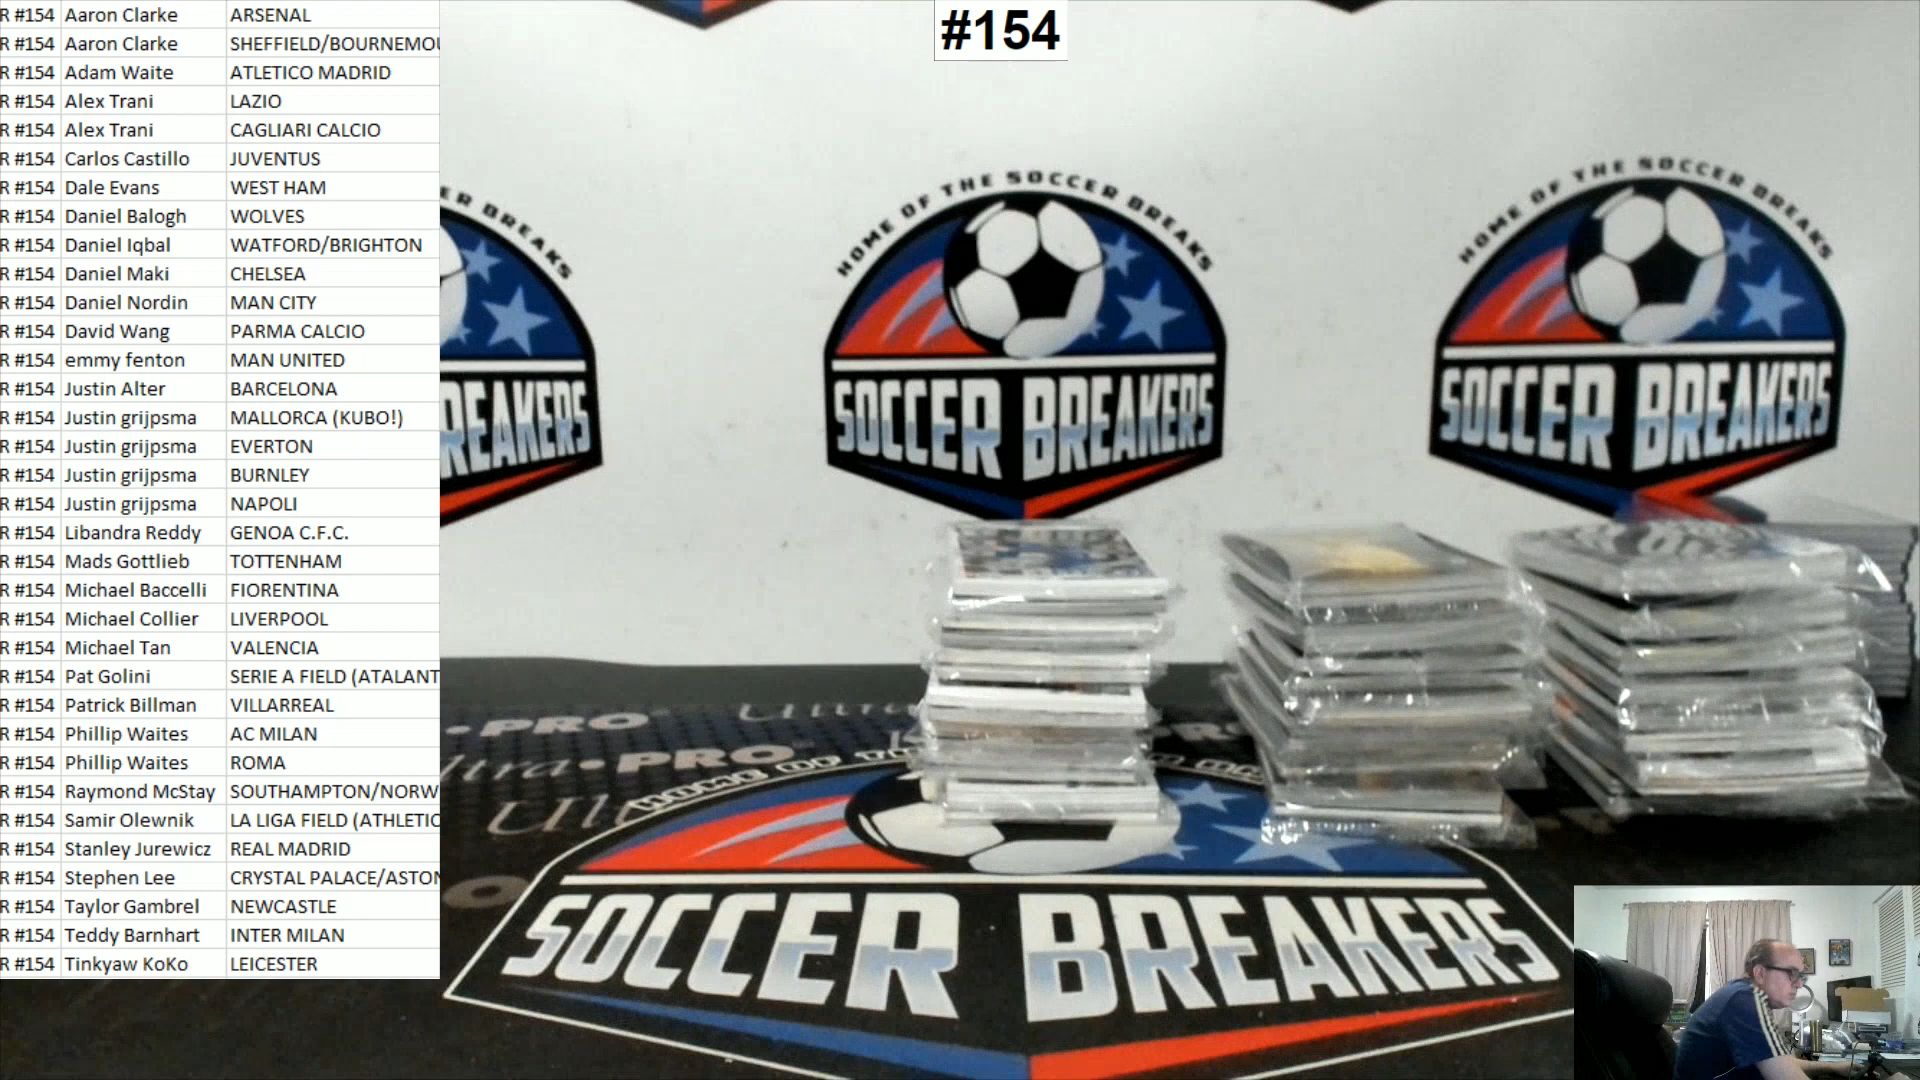 #154
R #154 Aaron Clarke ARSENAL
R #154 Aaron Clarke SHEFFIELD/BOURNEMOU
R #154 Adam Waite ATLETICO MADRID
R #154 Alex Trani LAZIO
R #154 Alex Trani CAGLIARI CALCIO
R #154 Carlos Castillo JUVENTUS
R #154 Dale Evans WEST HAM
R #154 Daniel Balogh WOLVES
R #154 Daniel Iqbal WATFORD/BRIGHTON
R #154 Daniel Maki CHELSEA
R #154 Daniel Nordin MAN CITY
R #154 David Wang PARMA CALCIO
R #154 emmy fenton MAN UNITED
R #154 Justin Alter BARCELONA
R #154 Justin grijpsma MALLORCA (KUBO!)
R #154 Justin grijpsma EVERTON
R #154 Justin grijpsma BURNLEY
R #154 Justin grijpsma NAPOLI
R #154 Libandra Reddy GENOA C.F.C.
R #154 Mads Gottlieb TOTTENHAM
R #154 Michael Baccelli FIORENTINA
R #154 Michael Collier LIVERPOOL
R #154 Michael Tan VALENCIA
R #154 Pat Golini SERIE A FIELD (ATALANT
R #154 Patrick Billman VILLARREAL
R #154 Phillip Waites AC MILAN
R #154 Phillip Waites ROMA
R #154 Raymond McStay SOUTHAMPTON/NORW
R #154 Samir Olewnik LA LIGA FIELD (ATHLETIC
R #154 Stanley Jurewicz REAL MADRID
R #154 Stephen Lee CRYSTAL PALACE/ASTON
R #154 Taylor Gambrel NEWCASTLE
R #154 Teddy Barnhart INTER MILAN
R #154 Tinkyaw KoKo LEICESTER
ER BREAKS
REAKERS
HOME OF THE SOCCER BREAKS
SOCCER BREAKERS
HOME OF THE SOCCER BREAKS
SOCCER BREAKERS
PRO
Ultra
tra PRO
Ul
HOME OF
SOCCER BREAKERS